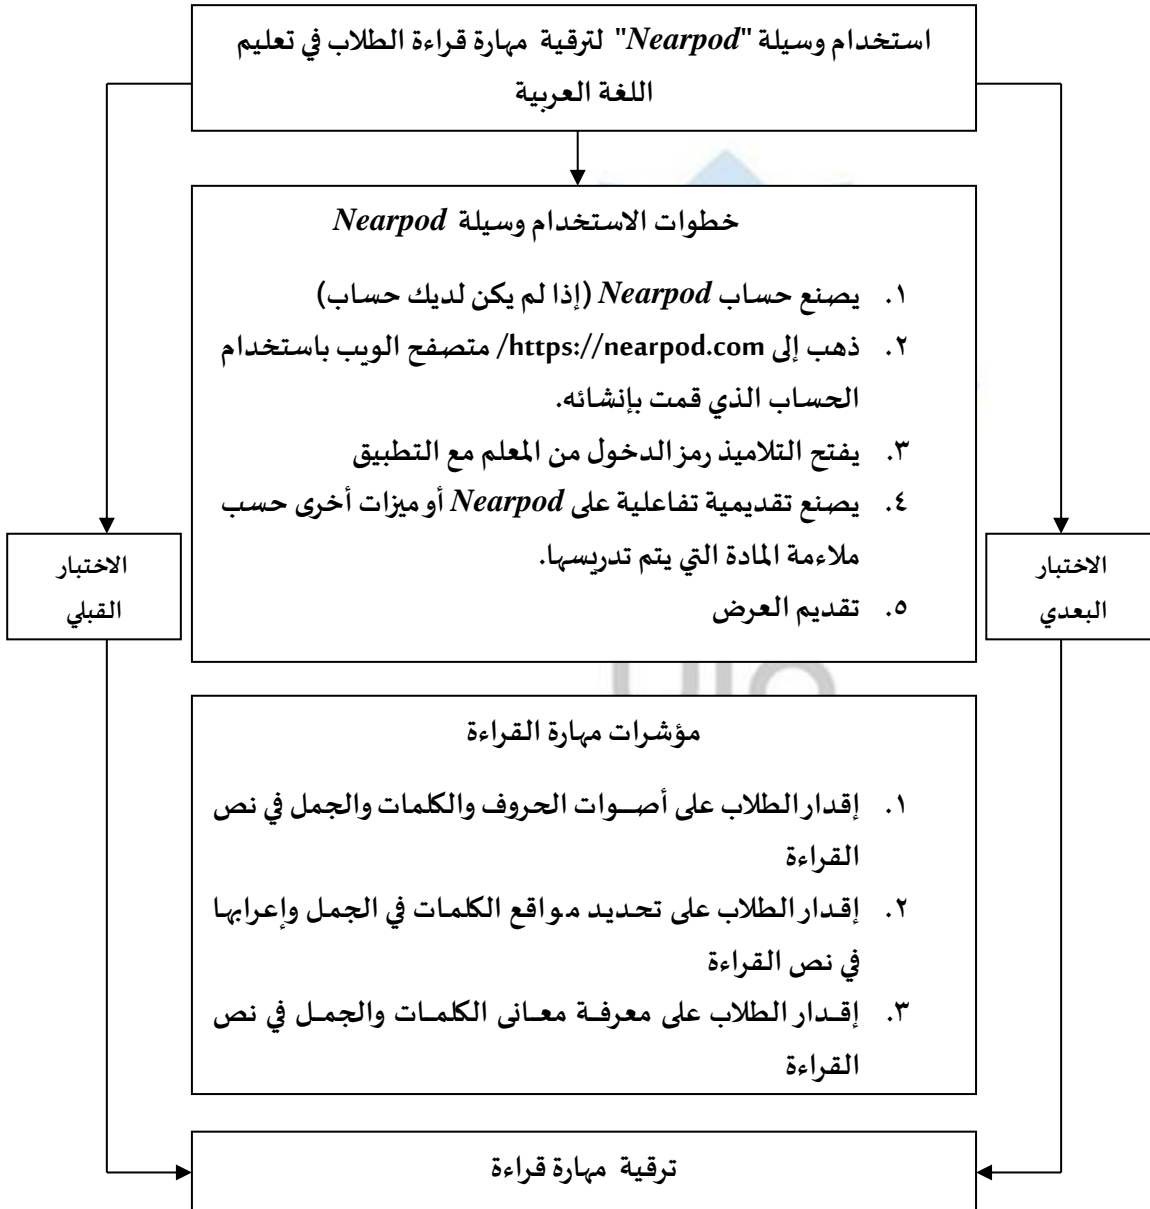 استخدام وسيلة "Nearpod" لترقية مهارة قراءة الطلاب في تعليم
اللغة العربية
خطوات الاستخدام وسيلة Nearpod
١. يصنع حساب Nearpod (إذا لم يكن لديك حساب)
٢. ذهب إلى https://nearpod.com/ متصفح الويب باستخدام
الحساب الذي قمت بإنشائه.
٣. يفتح التلاميذ رمز الدخول من المعلم مع التطبيق
٤. يصنع تقديمية تفاعلية على Nearpod أو ميزات أخرى حسب
ملاءمة المادة التي يتم تدريسها.
٥. تقديم العرض
الاختبار
البعدي
الاختبار
القبلي
مؤشرات مهارة القراءة
١. إقدار الطلاب على أصوات الحروف والكلمات والجمل في نص
القراءة
٢. إقدار الطلاب على تحديد مواقع الكلمات في الجمل وإعرابها
في نص القراءة
٣. إقدار الطلاب على معرفة معانى الكلمات والجمل في نص
القراءة
ترقية مهارة قراءة